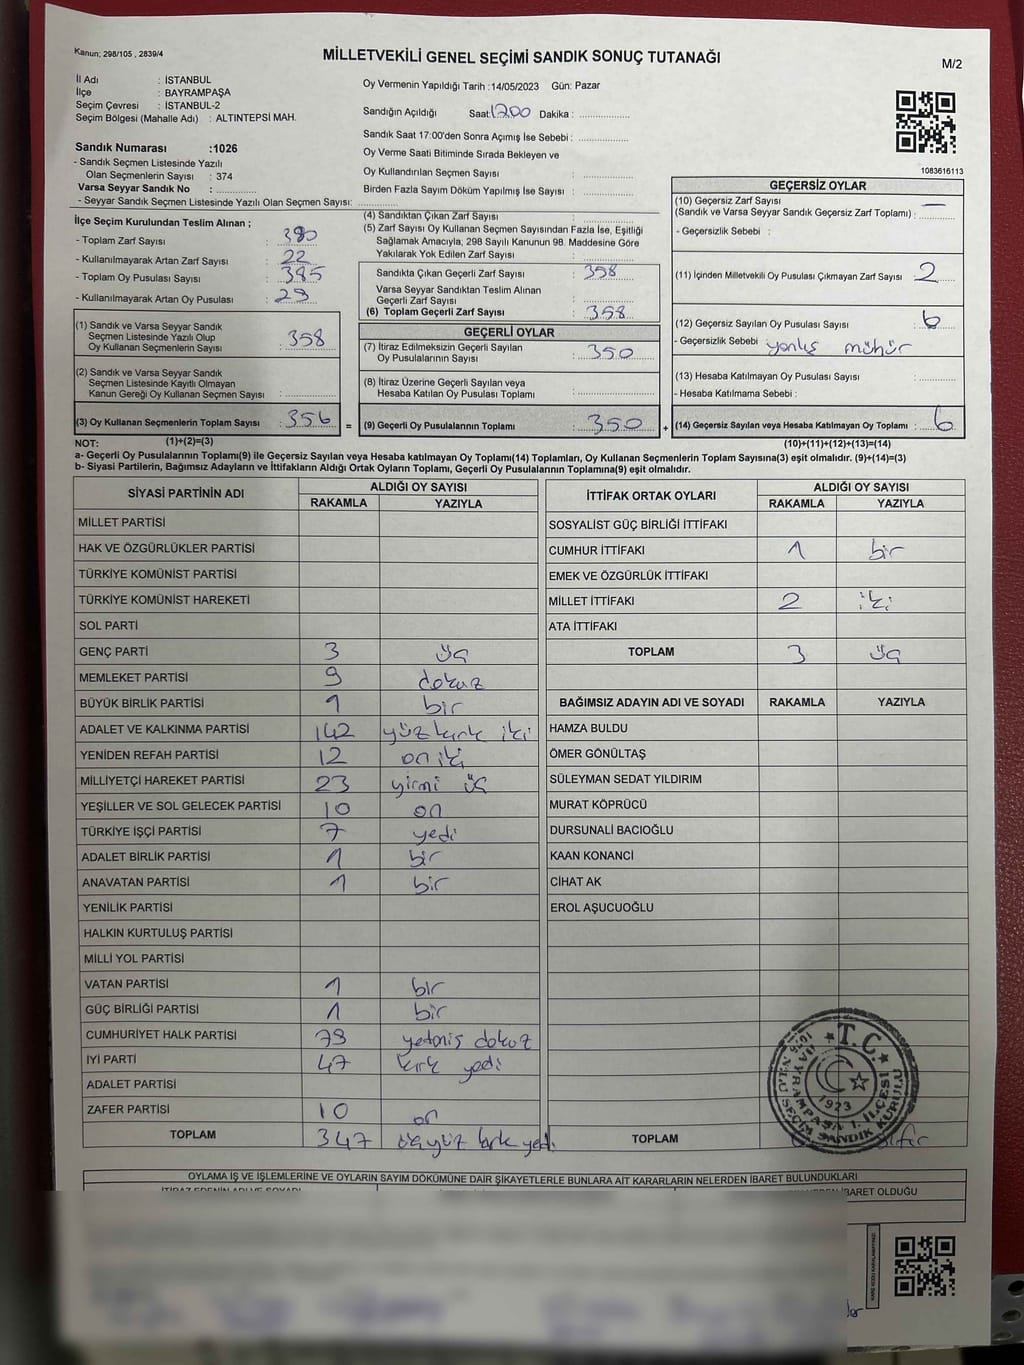 Kanun; 298/105 , 2839/4
MİLLETVEKİLİ GENEL SEÇİMİ SANDIK SONUÇ TUTANAĞI
M/2
İl Adı : İSTANBUL
İlçe : BAYRAMPAŞA
Seçim Çevresi : İSTANBUL-2
Seçim Bölgesi (Mahalle Adı) : ALTINTEPSİ MAH.
Sandık Numarası :1026
- Sandık Seçmen Listesinde Yazılı
Olan Seçmenlerin Sayısı : 374
Varsa Seyyar Sandık No :
- Seyyar Sandık Seçmen Listesinde Yazılı Olan Seçmen Sayısı:
Oy Vermenin Yapıldığı Tarih :14/05/2023 Gün: Pazar
Sandığın Açıldığı Saat 1700 Dakika :
Sandık Saat 17:00'den Sonra Açımış İse Sebebi :
Oy Verme Saati Bitiminde Sırada Bekleyen ve
Oy Kullandırılan Seçmen Sayısı :
Birden Fazla Sayım Döküm Yapılmış İse Sayısı :
1083616113
İlçe Seçim Kurulundan Teslim Alınan ;
- Toplam Zarf Sayısı : 380
- Kullanılmayarak Artan Zarf Sayısı : 22
- Toplam Oy Pusulası Sayısı : 385
- Kullanılmayarak Artan Oy Pusulası : 29
(1) Sandık ve Varsa Seyyar Sandık
Seçmen Listesinde Yazılı Olup
Oy Kullanan Seçmenlerin Sayısı : 358
(2) Sandık ve Varsa Seyyar Sandık
Seçmen Listesinde Kayıtlı Olmayan
Kanun Gereği Oy Kullanan Seçmen Sayısı :
(3) Oy Kullanan Seçmenlerin Toplam Sayısı : 356 =
(4) Sandıktan Çıkan Zarf Sayısı :
(5) Zarf Sayısı Oy Kullanan Seçmen Sayısından Fazla İse, Eşitliği
Sağlamak Amacıyla, 298 Sayılı Kanunun 98. Maddesine Göre
Yakılarak Yok Edilen Zarf Sayısı :
Sandıkta Çıkan Geçerli Zarf Sayısı : 358
Varsa Seyyar Sandıktan Teslim Alınan
Geçerli Zarf Sayısı :
(6) Toplam Geçerli Zarf Sayısı : 358
GEÇERLİ OYLAR
(7) İtiraz Edilmeksizin Geçerli Sayılan
Oy Pusulalarının Sayısı : 350
(8) İtiraz Üzerine Geçerli Sayılan veya
Hesaba Katılan Oy Pusulası Toplamı :
(9) Geçerli Oy Pusulalarının Toplamı : 350 +
GEÇERSİZ OYLAR
(10) Geçersiz Zarf Sayısı
(Sandık ve Varsa Seyyar Sandık Geçersiz Zarf Toplamı) : —
- Geçersizlik Sebebi :
(11) İçinden Milletvekili Oy Pusulası Çıkmayan Zarf Sayısı : 2
(12) Geçersiz Sayılan Oy Pusulası Sayısı : 6
- Geçersizlik Sebebi : yanlış mühür
(13) Hesaba Katılmayan Oy Pusulası Sayısı :
- Hesaba Katılmama Sebebi :
(14) Geçersiz Sayılan veya Hesaba Katılmayan Oy Toplamı : 6
NOT: (1)+(2)=(3) (10)+(11)+(12)+(13)=(14)
a- Geçerli Oy Pusulasının Toplamı(9) ile Geçersiz Sayılan veya Hesaba Katılmayan Oy Toplamı(14) Toplamları, Oy Kullanan Seçmenlerin Toplam Sayısına(3) eşit olmalıdır. (9)+(14)=(3)
b- Siyasi Partilerin, Bağımsız Adayların ve İttifakların Aldığı Ortak Oyların Toplamı, Geçerli Oy Pusulalarının Toplamına(9) eşit olmalıdır.
SİYASİ PARTİNİN ADI ALDIĞI OY SAYISI
RAKAMLA YAZIYLA
MİLLET PARTİSİ
HAK VE ÖZGÜRLÜKLER PARTİSİ
TÜRKİYE KOMÜNİST PARTİSİ
TÜRKİYE KOMÜNİST HAREKETİ
SOL PARTİ
GENÇ PARTİ 3 üç
MEMLEKET PARTİSİ 9 dokuz
BÜYÜK BİRLİK PARTİSİ 1 bir
ADALET VE KALKINMA PARTİSİ 142 yüz kırk iki
YENİDEN REFAH PARTİSİ 12 on iki
MİLLİYETÇİ HAREKET PARTİSİ 23 yirmi üç
YEŞİLLER VE SOL GELECEK PARTİSİ 10 on
TÜRKİYE İŞÇİ PARTİSİ 7 yedi
ADALET BİRLİK PARTİSİ 1 bir
ANAVATAN PARTİSİ 1 bir
YENİLİK PARTİSİ
HALKIN KURTULUŞ PARTİSİ
MİLLİ YOL PARTİSİ
VATAN PARTİSİ 1 bir
GÜÇ BİRLİĞİ PARTİSİ 1 bir
CUMHURİYET HALK PARTİSİ 79 yetmiş dokuz
İYİ PARTİ 47 kırk yedi
ADALET PARTİSİ
ZAFER PARTİSİ 10 on
TOPLAM 347 üçyüz kırk yedi
İTTİFAK ORTAK OYLARI ALDIĞI OY SAYISI
RAKAMLA YAZIYLA
SOSYALİST GÜÇ BİRLİĞİ İTTİFAKI
CUMHUR İTTİFAKI 1 bir
EMEK VE ÖZGÜRLÜK İTTİFAKI
MİLLET İTTİFAKI 2 iki
ATA İTTİFAKI
TOPLAM 3 üç
BAĞIMSIZ ADAYIN ADI VE SOYADI RAKAMLA YAZIYLA
HAMZA BULDU
ÖMER GÖNÜLTAŞ
SÜLEYMAN SEDAT YILDIRIM
MURAT KÖPRÜCÜ
DURSUNALİ BACIOĞLU
KAAN KONANCİ
CİHAT AK
EROL AŞUCUOĞLU
TOPLAM sıfır
T.C.
BAYRAMPAŞA 1. İLÇESİ
1026 NOLU SEÇİM SANDIK KURULU
1923
OYLAMA İŞ VE İŞLEMLERİNE VE OYLARIN SAYIM DÖKÜMÜNE DAİR ŞİKAYETLERLE BUNLARA AİT KARARLARIN NELERDEN İBARET BULUNDUKLARI
İTİRAZ EDENİN ADI VE SOYADI
İBARET OLDUĞU